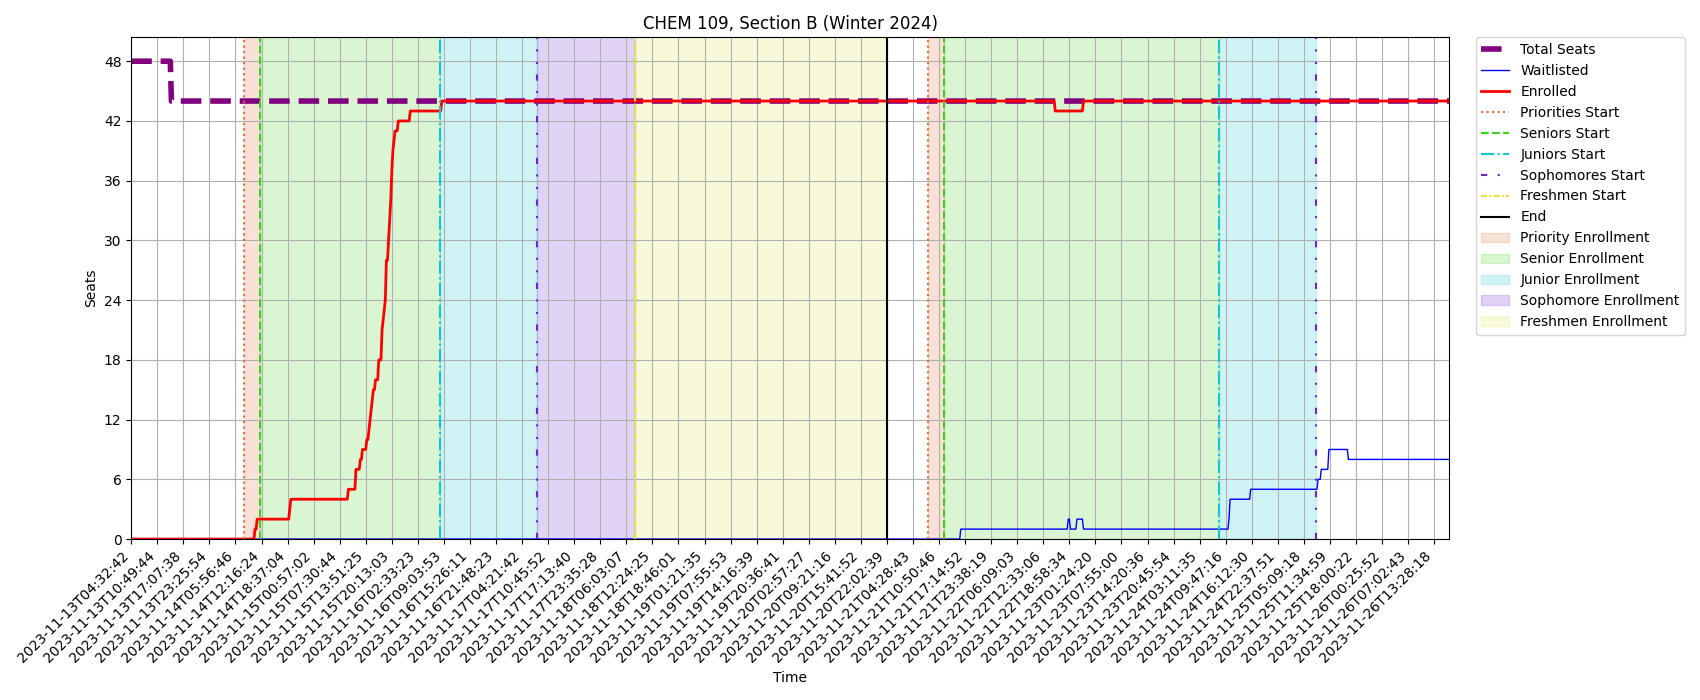 CHEM 109, Section B (Winter 2024)
Seats
48
42
36
30
24
18
12
6
0
2023-11-13T04:32:42
2023-11-13T10:49:44
2023-11-13T17:07:38
2023-11-13T23:25:54
2023-11-14T05:56:46
2023-11-14T12:16:24
2023-11-14T18:37:04
2023-11-15T00:57:02
2023-11-15T07:30:44
2023-11-15T13:51:25
2023-11-15T20:13:03
2023-11-16T02:33:23
2023-11-16T09:03:53
2023-11-16T15:26:11
2023-11-16T21:48:23
2023-11-17T04:21:42
2023-11-17T10:45:52
2023-11-17T17:13:40
2023-11-17T23:35:28
2023-11-18T06:03:07
2023-11-18T12:24:25
2023-11-18T18:46:01
2023-11-19T01:21:35
2023-11-19T07:55:53
2023-11-19T14:16:39
2023-11-19T20:36:41
2023-11-20T02:57:27
2023-11-20T09:21:16
2023-11-20T15:41:52
2023-11-20T22:02:39
2023-11-21T04:28:43
2023-11-21T10:50:46
2023-11-21T17:14:52
2023-11-21T23:38:19
2023-11-22T06:09:03
2023-11-22T12:33:06
2023-11-22T18:58:34
2023-11-23T01:24:20
2023-11-23T07:55:00
2023-11-23T14:20:36
2023-11-23T20:45:54
2023-11-24T03:11:35
2023-11-24T09:47:16
2023-11-24T16:12:30
2023-11-24T22:37:51
2023-11-25T05:09:18
2023-11-25T11:34:59
2023-11-25T18:00:22
2023-11-26T00:25:52
2023-11-26T07:02:43
2023-11-26T13:28:18
Time
Total Seats
Waitlisted
Enrolled
Priorities Start
Seniors Start
Juniors Start
Sophomores Start
Freshmen Start
End
Priority Enrollment
Senior Enrollment
Junior Enrollment
Sophomore Enrollment
Freshmen Enrollment